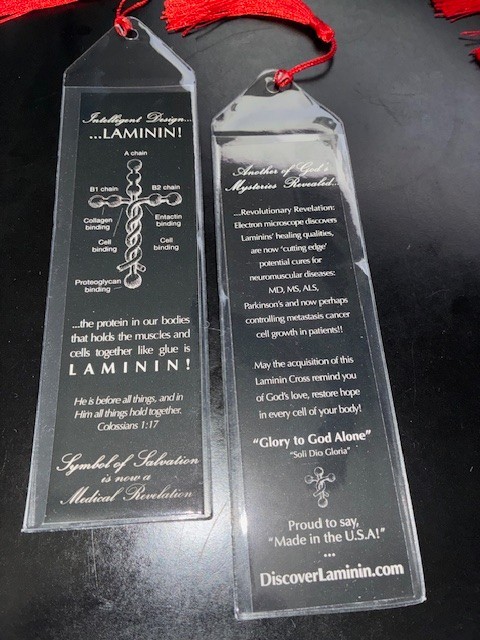 Intelligent Design...
...LAMININ!
A chain
B1 chain
B2 chain
Collagen
binding
Entactin
binding
Cell
binding
Cell
binding
Proteoglycan
binding
...the protein in our bodies
that holds the muscles and
cells together like glue is
LAMININ!
He is before all things, and in
Him all things hold together.
Colossians 1:17
Symbol of Salvation
is now a
Medical Revelation
Another of God's
Mysteries Revealed...
...Revolutionary Revelation:
Electron microscope discovers
Laminins' healing qualities,
are now 'cutting edge'
potential cures for
neuromuscular diseases:
MD, MS, ALS,
Parkinson's and now perhaps
controlling metastasis cancer
cell growth in patients!!
May the acquisition of this
Laminin Cross remind you
of God's love, restore hope
in every cell of your body!
"Glory to God Alone"
"Soli Dio Gloria"
Proud to say,
"Made in the U.S.A!"
...
DiscoverLaminin.com